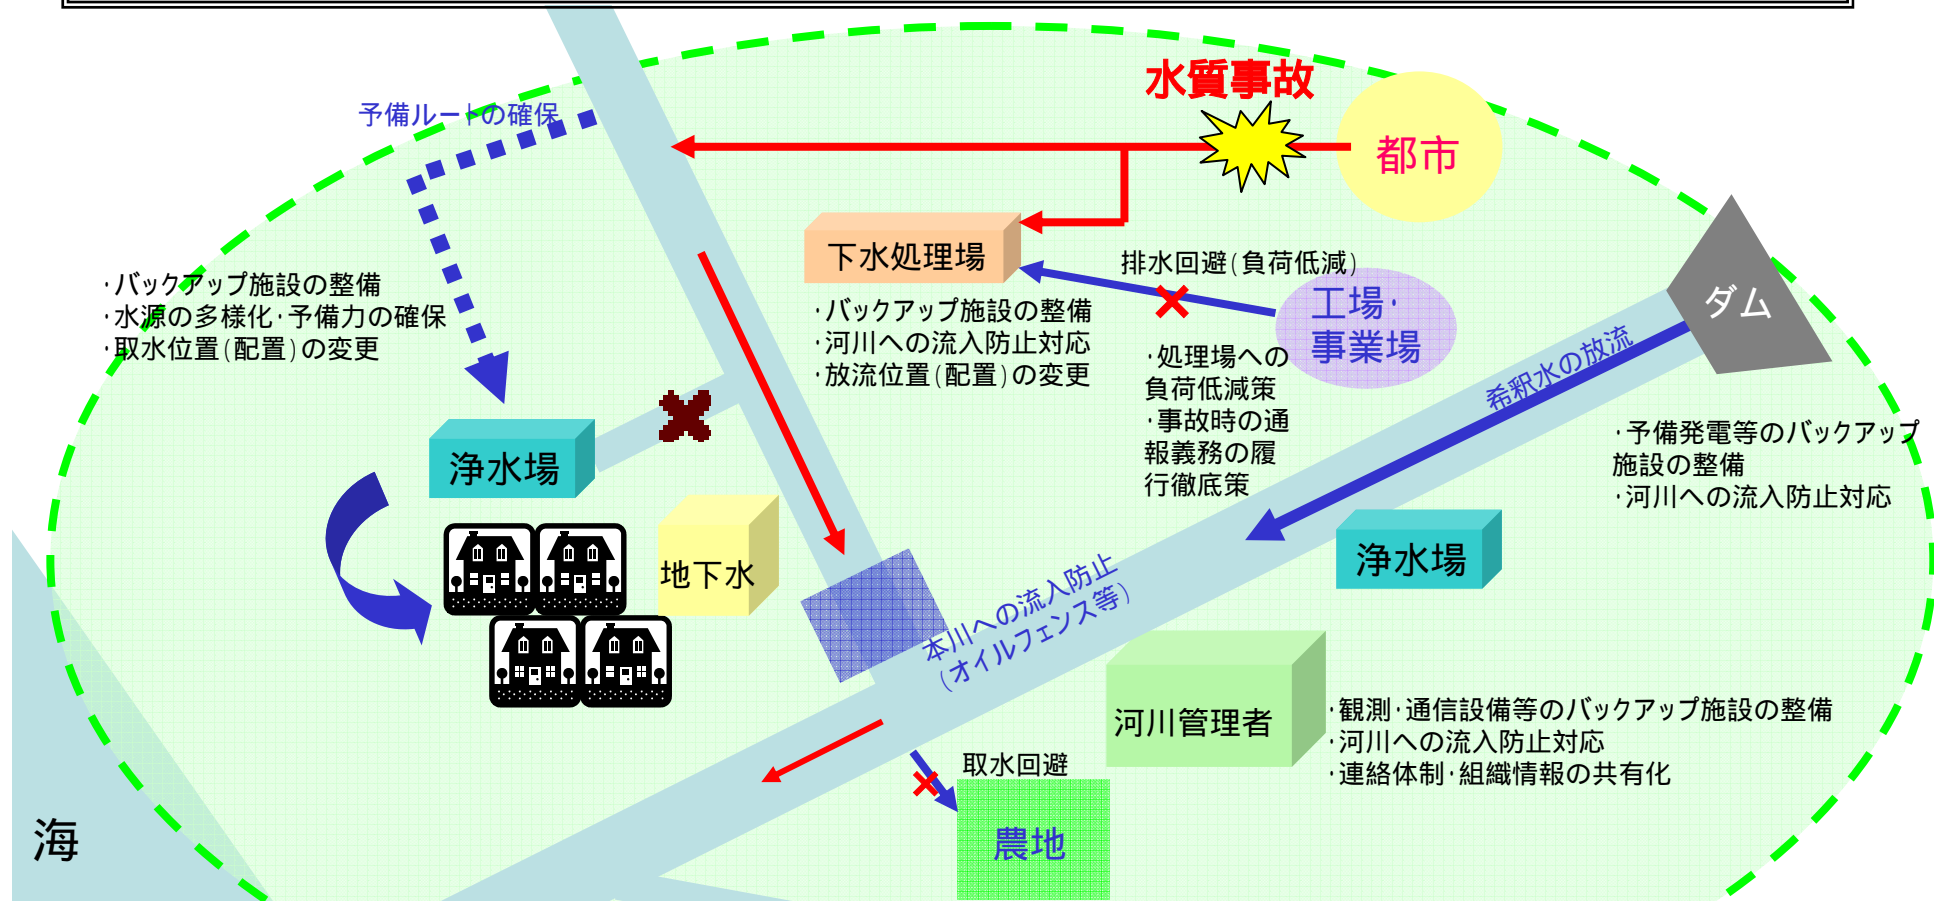 水質事故
都市
予備ルートの確保
下水処理場
・バックアップ施設の整備
・河川への流入防止対応
・放流位置(配置)の変更
排水回避(負荷低減)
工場・
事業場
・処理場への
負荷低減策
・事故時の通
報義務の履
行徹底策
ダム
希釈水の放流
・予備発電等のバックアップ
施設の整備
・河川への流入防止対応
・バックアップ施設の整備
・水源の多様化・予備力の確保
・取水位置(配置)の変更
浄水場
地下水
浄水場
本川への流入防止
(オイルフェンス等)
河川管理者
・観測・通信設備等のバックアップ施設の整備
・河川への流入防止対応
・連絡体制・組織情報の共有化
取水回避
農地
海